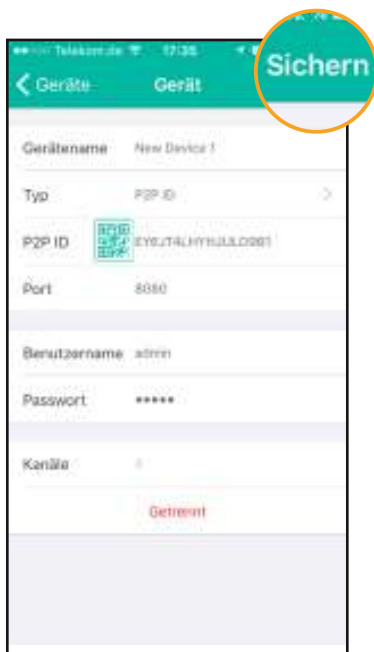 Telekom.de 17:35
Geräte Gerät Sichern
Gerätename New Device 1
Typ P2P ID
P2P ID
Port 8080
Benutzername admin
Passwort *****
Kanäle
Getrennt